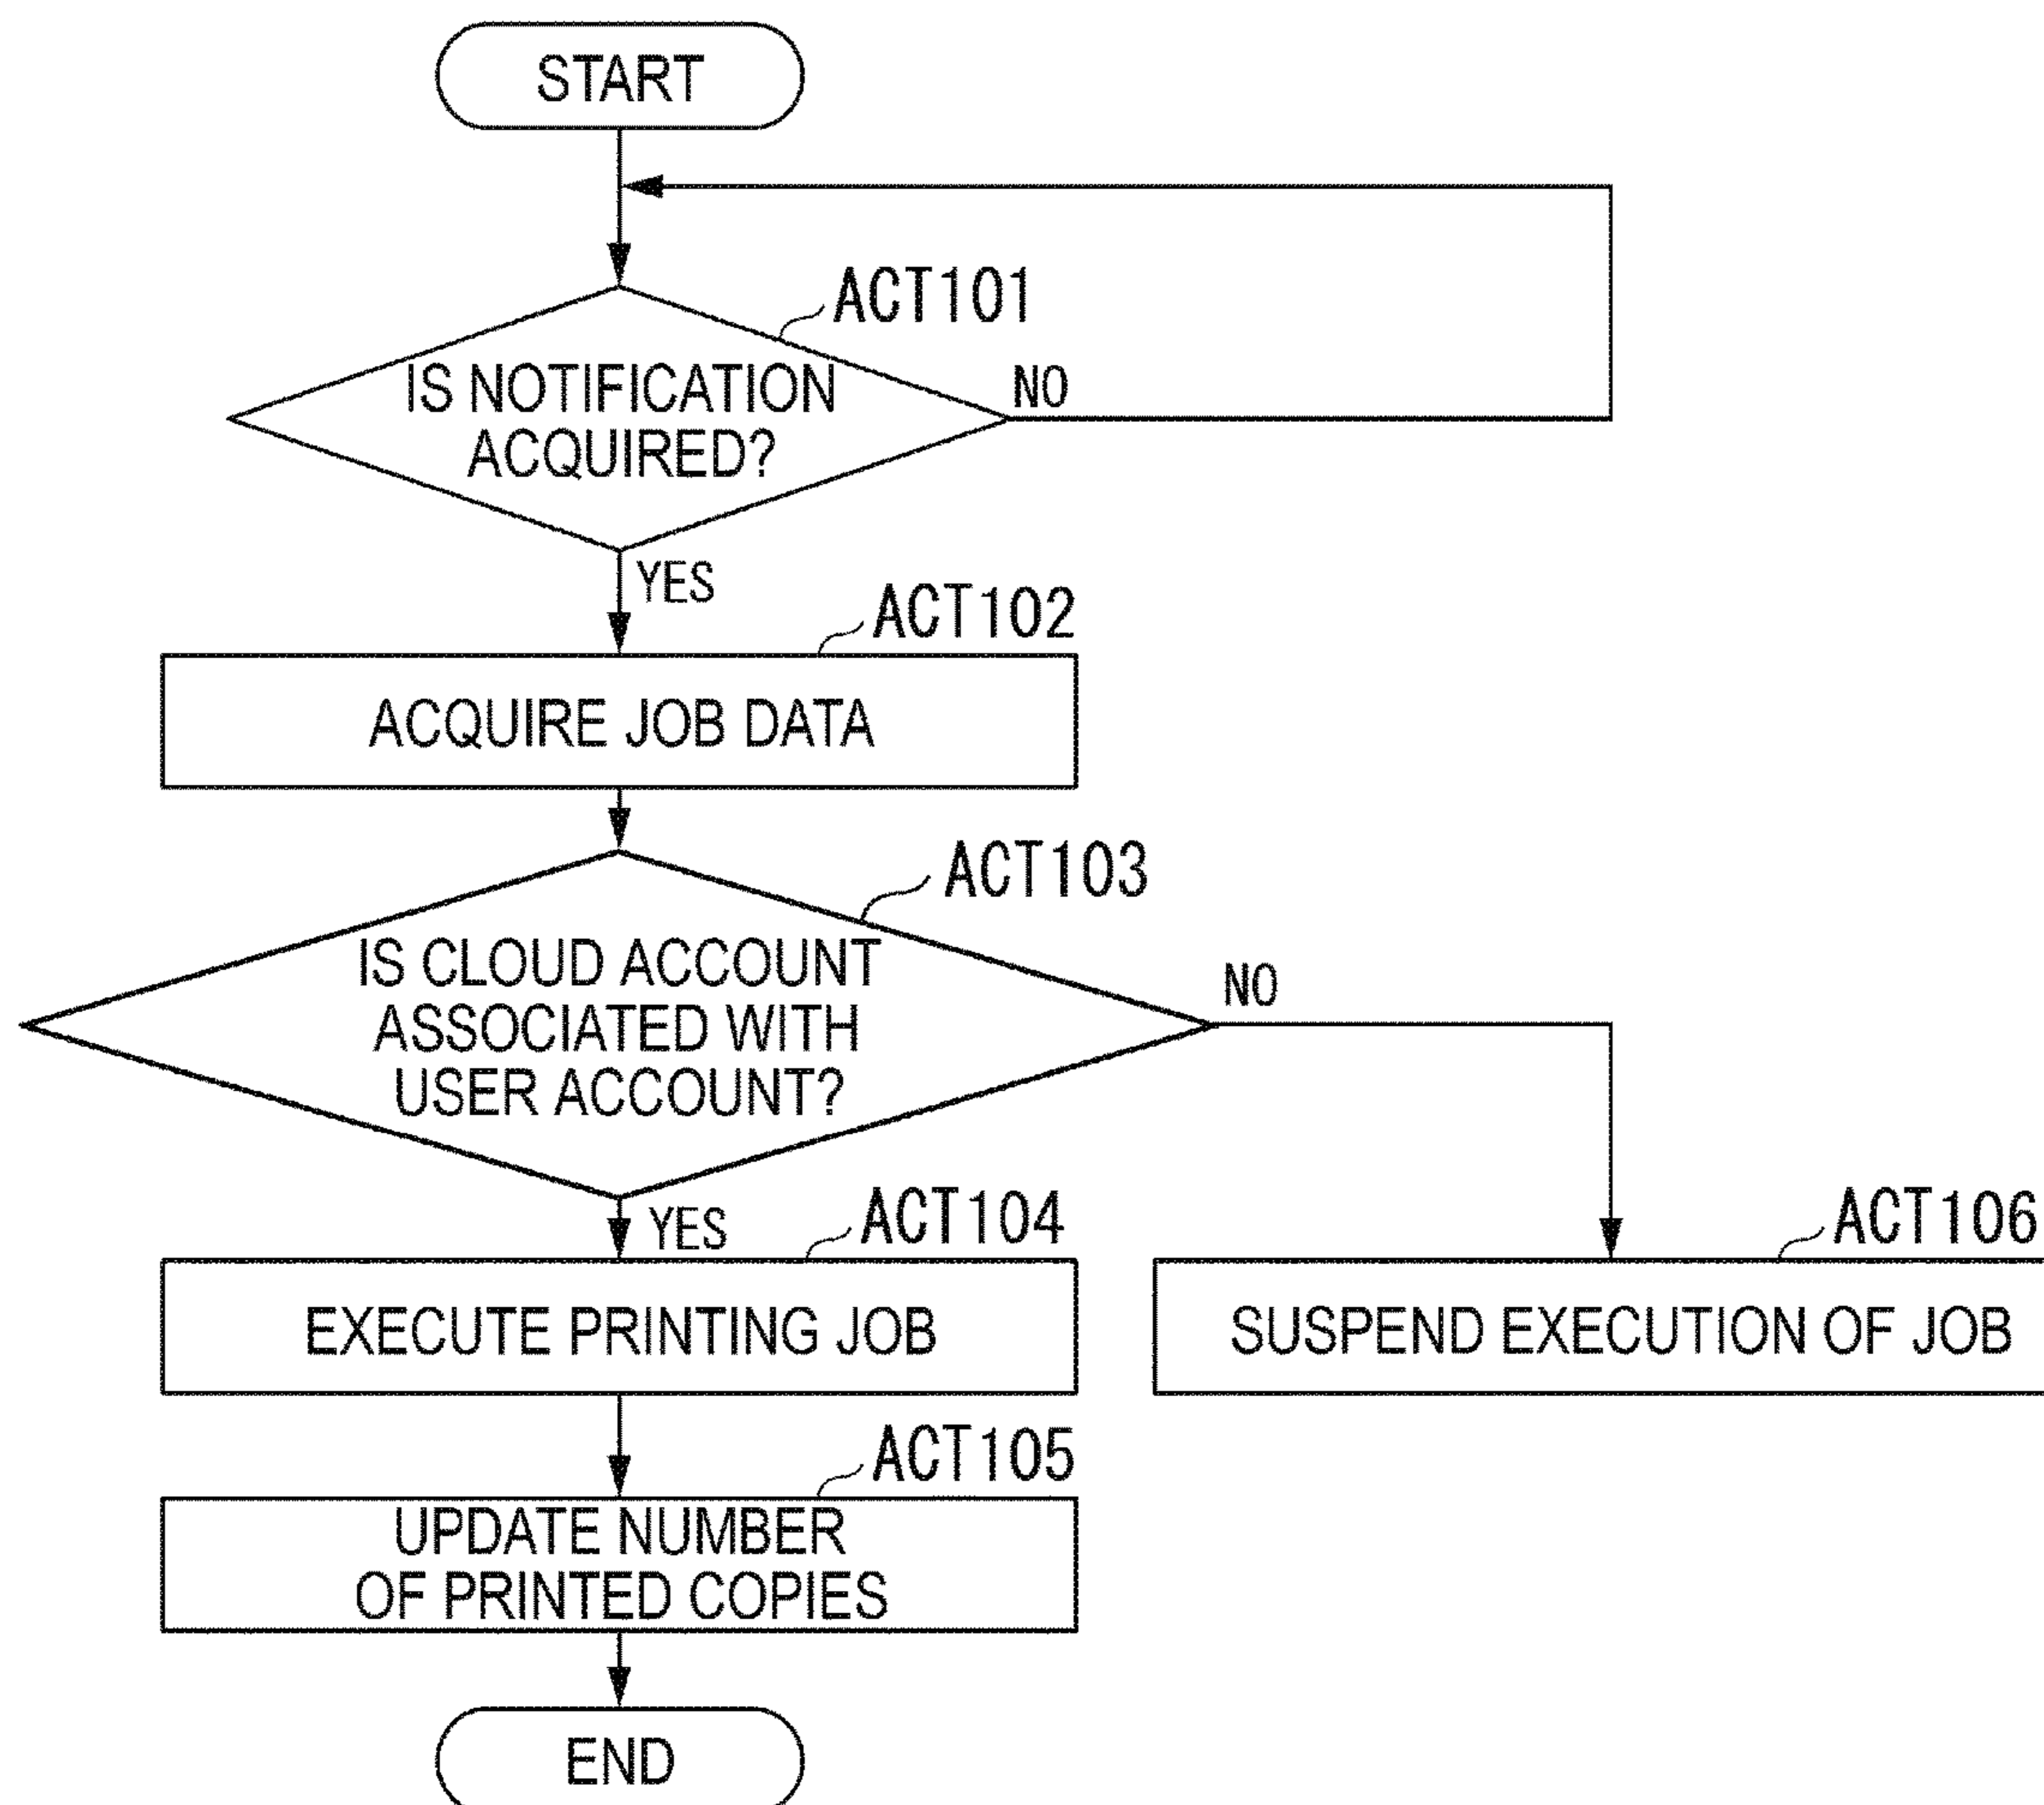 START
ACT101
IS NOTIFICATION
ACQUIRED?
NO
YES
ACT102
ACQUIRE JOB DATA
ACT103
IS CLOUD ACCOUNT
ASSOCIATED WITH
USER ACCOUNT?
NO
YES
ACT104
EXECUTE PRINTING JOB
ACT106
SUSPEND EXECUTION OF JOB
ACT105
UPDATE NUMBER
OF PRINTED COPIES
END